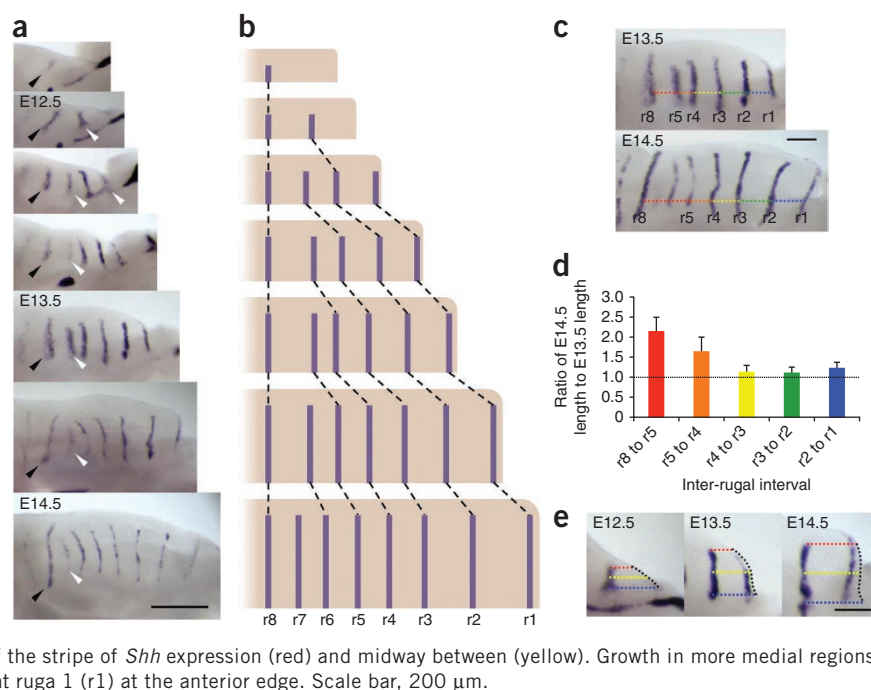 a
E12.5
E13.5
E14.5
b
r8 r7 r6 r5 r4 r3 r2 r1
c
E13.5
r8 r5 r4 r3 r2 r1
E14.5
r8 r5 r4 r3 r2 r1
d
Ratio of E14.5
length to E13.5 length
3.0
2.5
2.0
1.5
1.0
0.5
0
r8 to r5
r5 to r4
r4 to r3
r3 to r2
r2 to r1
Inter-rugal interval
e
E12.5 E13.5 E14.5
f the stripe of Shh expression (red) and midway between (yellow). Growth in more medial regions
at ruga 1 (r1) at the anterior edge. Scale bar, 200 μm.